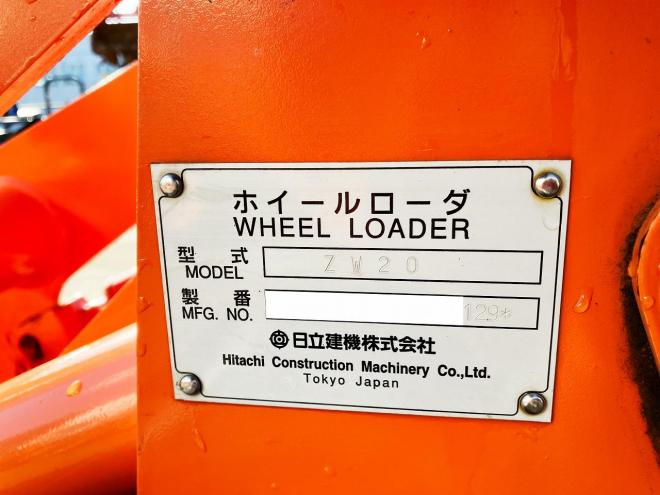 ホイールローダ
WHEEL LOADER
型式 ZW20
MODEL
製番 129*
MFG. NO.
日立建機株式会社
Hitachi Construction Machinery Co.,Ltd.
Tokyo Japan